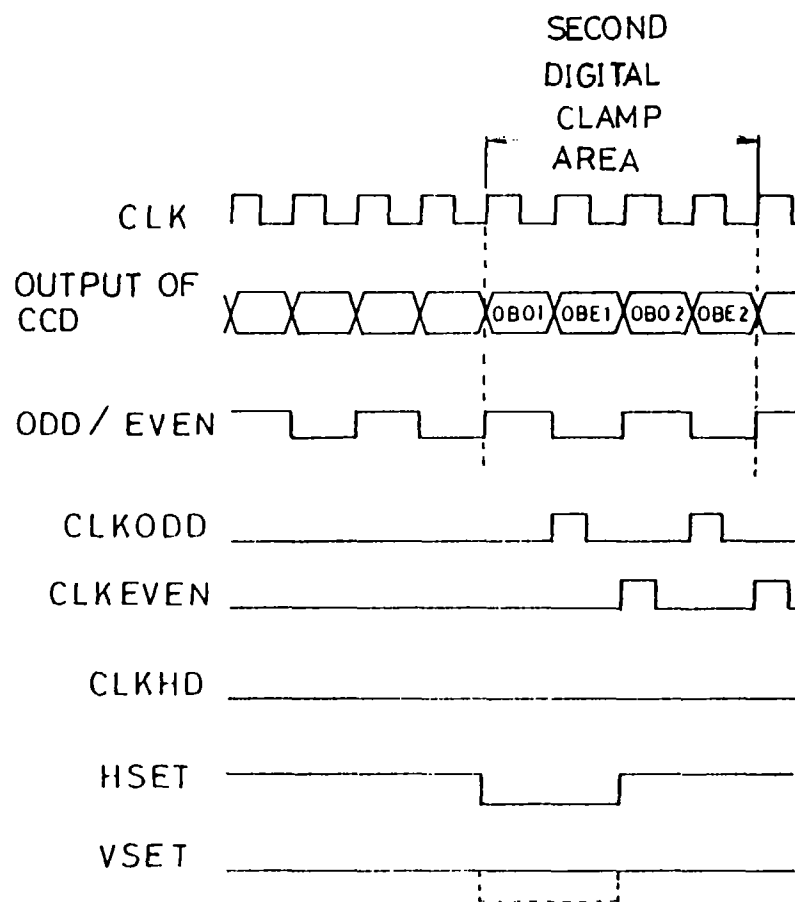 SECOND
DIGITAL
CLAMP
AREA
CLK
OUTPUT OF
CCD
OBO1 OBE1 OBO2 OBE2
ODD / EVEN
CLKODD
CLKEVEN
CLKHD
HSET
VSET